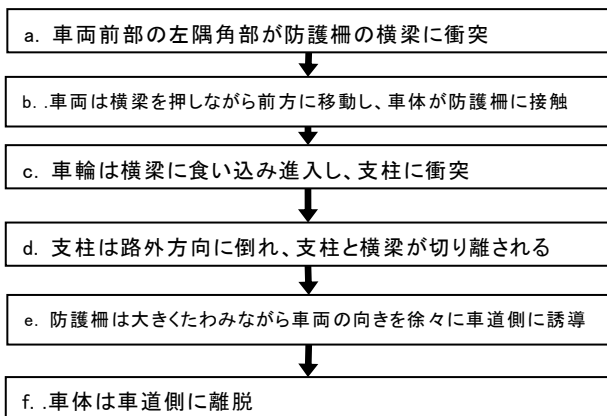 a. 車両前部の左隅角部が防護柵の横梁に衝突
b. .車両は横梁を押しながら前方に移動し、車体が防護柵に接触
c. 車輪は横梁に食い込み進入し、支柱に衝突
d. 支柱は路外方向に倒れ、支柱と横梁が切り離される
e. 防護柵は大きくたわみながら車両の向きを徐々に車道側に誘導
f. .車体は車道側に離脱